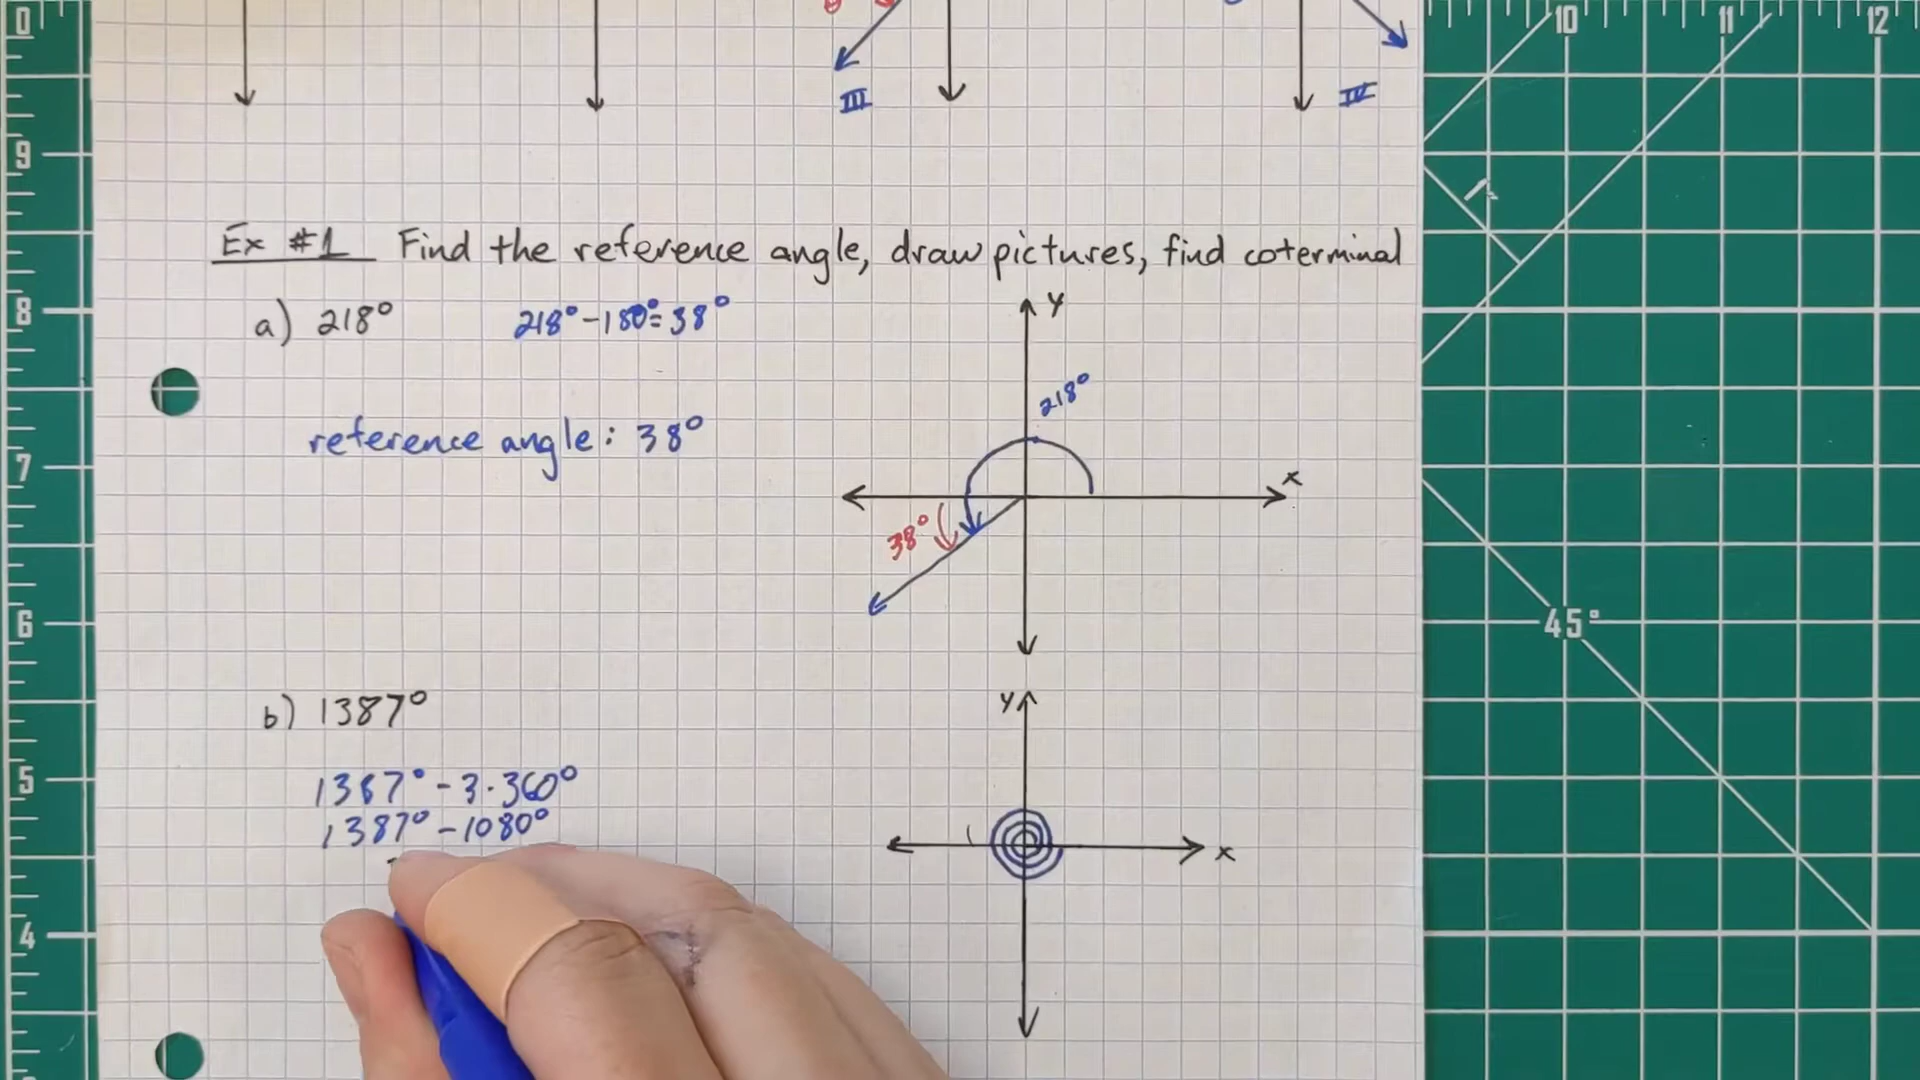 0
10
11
12
III
IV
9
Ex #1 Find the reference angle, draw pictures, find coterminal
8
a) 218° 218°-180°=38°
y
218°
reference angle: 38°
7
x
38°
6
45°
b) 1387°
y
5
1387° - 3·360°
1387° - 1080°
x
4